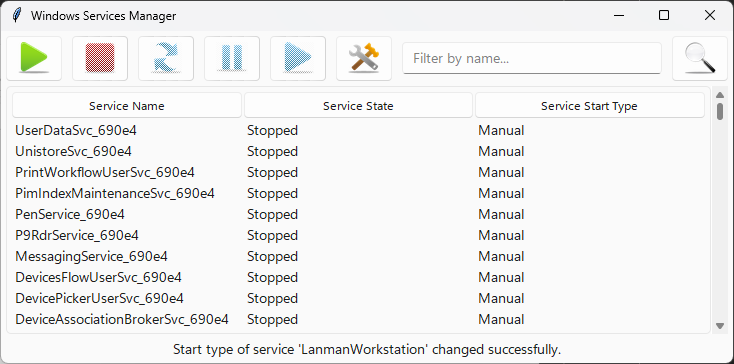 Windows Services Manager
Filter by name...
Service Name Service State Service Start Type
UserDataSvc_690e4 Stopped Manual
UnistoreSvc_690e4 Stopped Manual
PrintWorkflowUserSvc_690e4 Stopped Manual
PimIndexMaintenanceSvc_690e4 Stopped Manual
PenService_690e4 Stopped Manual
P9RdrService_690e4 Stopped Manual
MessagingService_690e4 Stopped Manual
DevicesFlowUserSvc_690e4 Stopped Manual
DevicePickerUserSvc_690e4 Stopped Manual
DeviceAssociationBrokerSvc_690e4 Stopped Manual
Start type of service 'LanmanWorkstation' changed successfully.